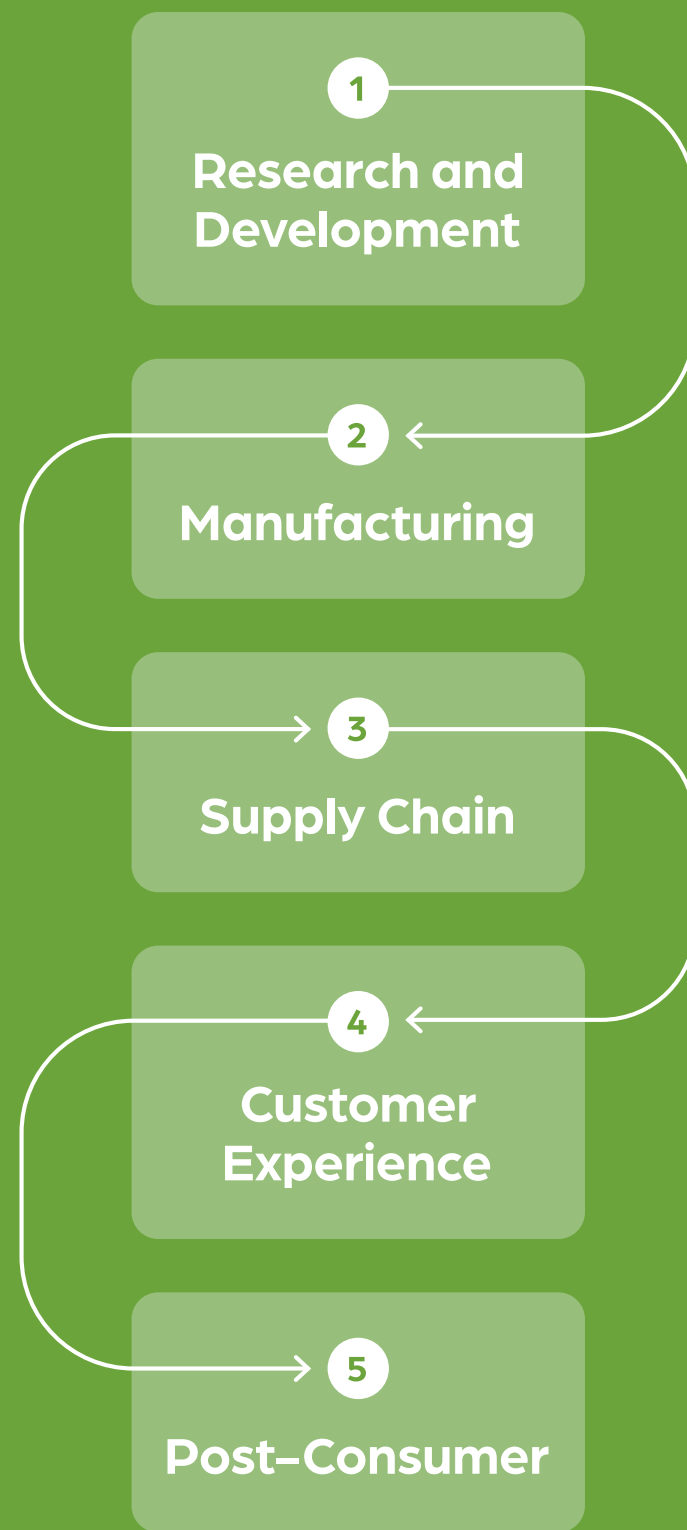 1
Research and
Development
2
Manufacturing
3
Supply Chain
4
Customer
Experience
5
Post-Consumer